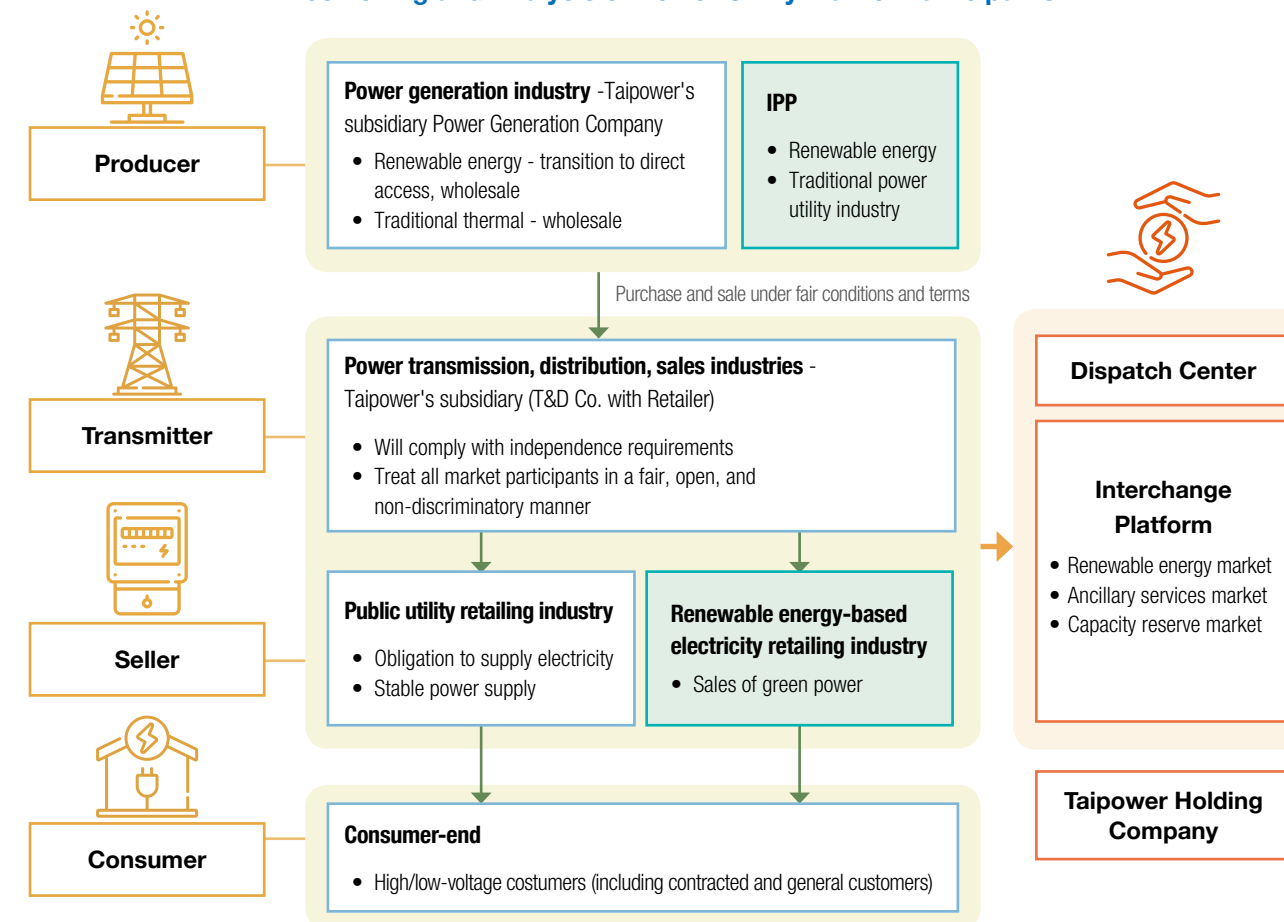 Producer
Power generation industry -Taipower's
subsidiary Power Generation Company
• Renewable energy - transition to direct
access, wholesale
• Traditional thermal - wholesale
IPP
• Renewable energy
• Traditional power
utility industry
Purchase and sale under fair conditions and terms
Transmitter
Power transmission, distribution, sales industries -
Taipower's subsidiary (T&D Co. with Retailer)
• Will comply with independence requirements
• Treat all market participants in a fair, open, and
non-discriminatory manner
Seller
Public utility retailing industry
• Obligation to supply electricity
• Stable power supply
Renewable energy-based
electricity retailing industry
• Sales of green power
Consumer
Consumer-end
• High/low-voltage costumers (including contracted and general customers)
Dispatch Center
Interchange
Platform
• Renewable energy market
• Ancillary services market
• Capacity reserve market
Taipower Holding
Company